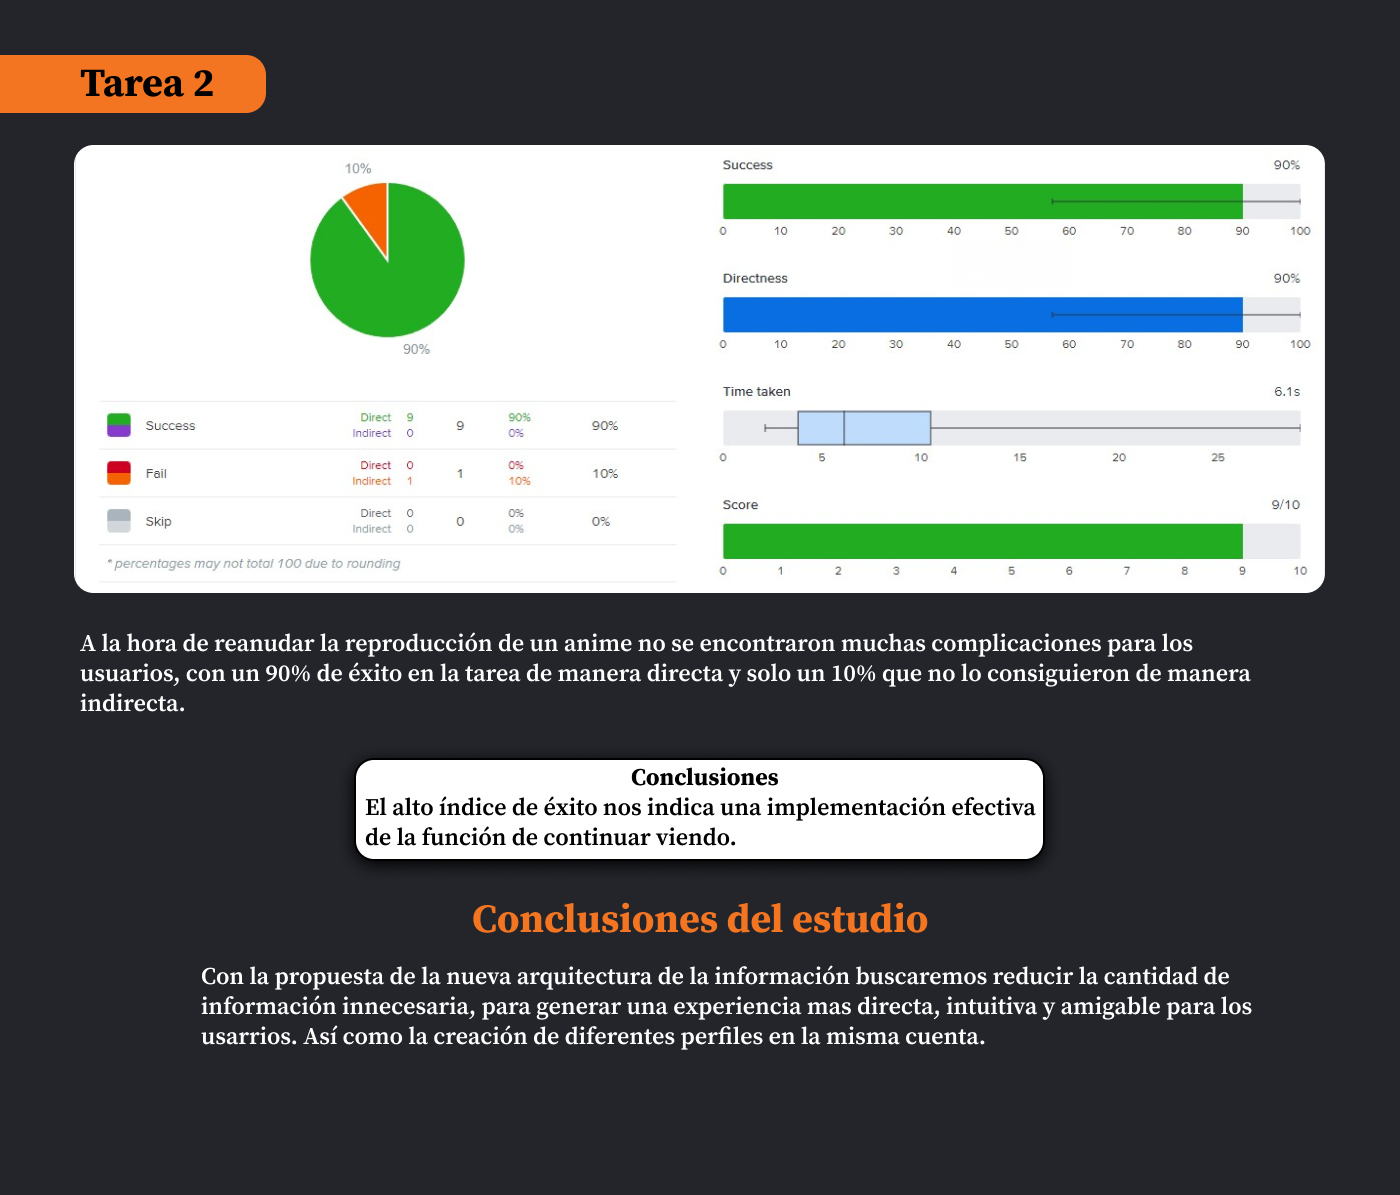 Tarea 2
10%
90%
Success Direct 9 9 90% 90%
Indirect 0 0%
Fail Direct 0 1 0% 10%
Indirect 1 10%
Skip Direct 0 0 0% 0%
Indirect 0 0%
* percentages may not total 100 due to rounding
Success 90%
0 10 20 30 40 50 60 70 80 90 100
Directness 90%
0 10 20 30 40 50 60 70 80 90 100
Time taken 6.1s
0 5 10 15 20 25
Score 9/10
0 1 2 3 4 5 6 7 8 9 10
A la hora de reanudar la reproducción de un anime no se encontraron muchas complicaciones para los
usuarios, con un 90% de éxito en la tarea de manera directa y solo un 10% que no lo consiguieron de manera
indirecta.
Conclusiones
El alto índice de éxito nos indica una implementación efectiva
de la función de continuar viendo.
Conclusiones del estudio
Con la propuesta de la nueva arquitectura de la información buscaremos reducir la cantidad de
información innecesaria, para generar una experiencia mas directa, intuitiva y amigable para los
usarrios. Así como la creación de diferentes perfiles en la misma cuenta.